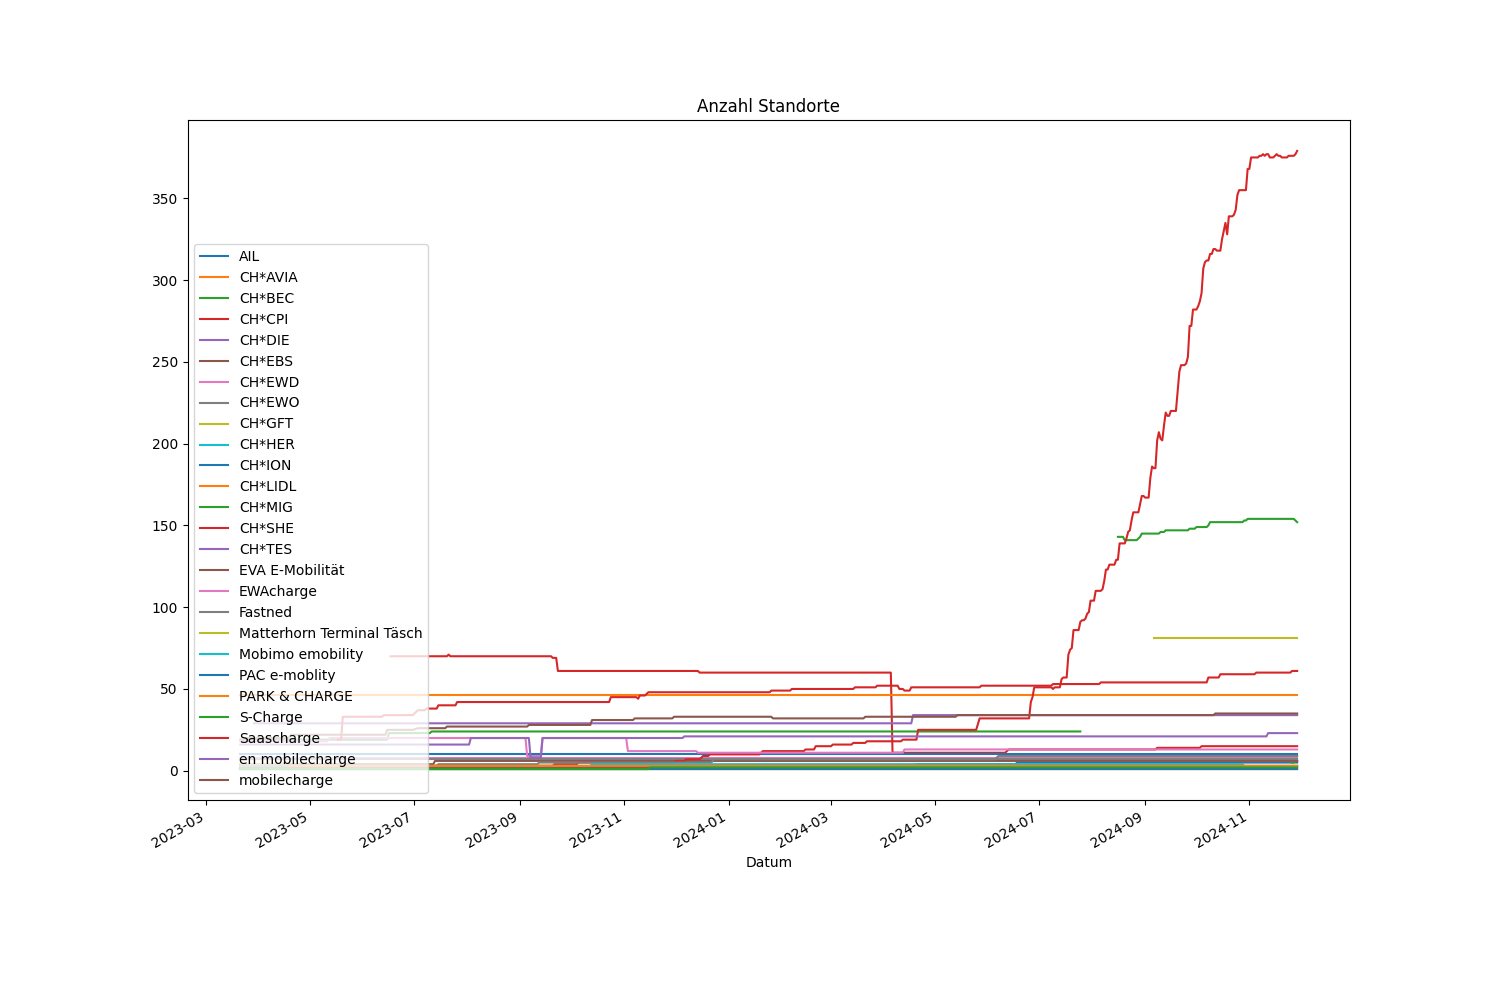 Anzahl Standorte
350
300
250
200
150
100
50
0
AIL
CH*AVIA
CH*BEC
CH*CPI
CH*DIE
CH*EBS
CH*EWD
CH*EWO
CH*GFT
CH*HER
CH*ION
CH*LIDL
CH*MIG
CH*SHE
CH*TES
EVA E-Mobilität
EWAcharge
Fastned
Matterhorn Terminal Täsch
Mobimo emobility
PAC e-moblity
PARK & CHARGE
S-Charge
Saascharge
en mobilecharge
mobilecharge
2023-03
2023-05
2023-07
2023-09
2023-11
2024-01
2024-03
2024-05
2024-07
2024-09
2024-11
Datum